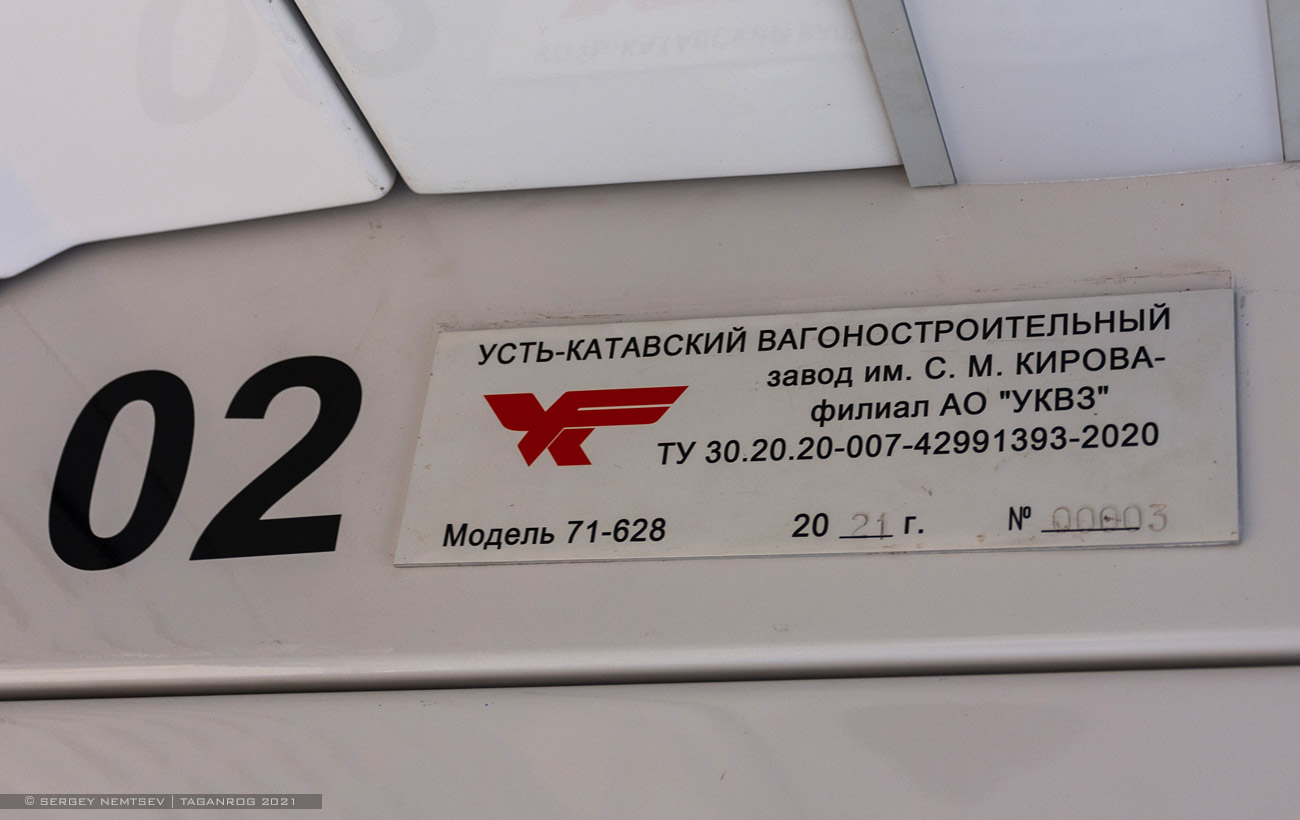 02
УСТЬ-КАТАВСКИЙ ВАГОНОСТРОИТЕЛЬНЫЙ
завод им. С. М. КИРОВА-
филиал АО "УКВЗ"
ТУ 30.20.20-007-42991393-2020
Модель 71-628 20 21 г. № 00003
© SERGEY NEMTSEV | TAGANROG 2021